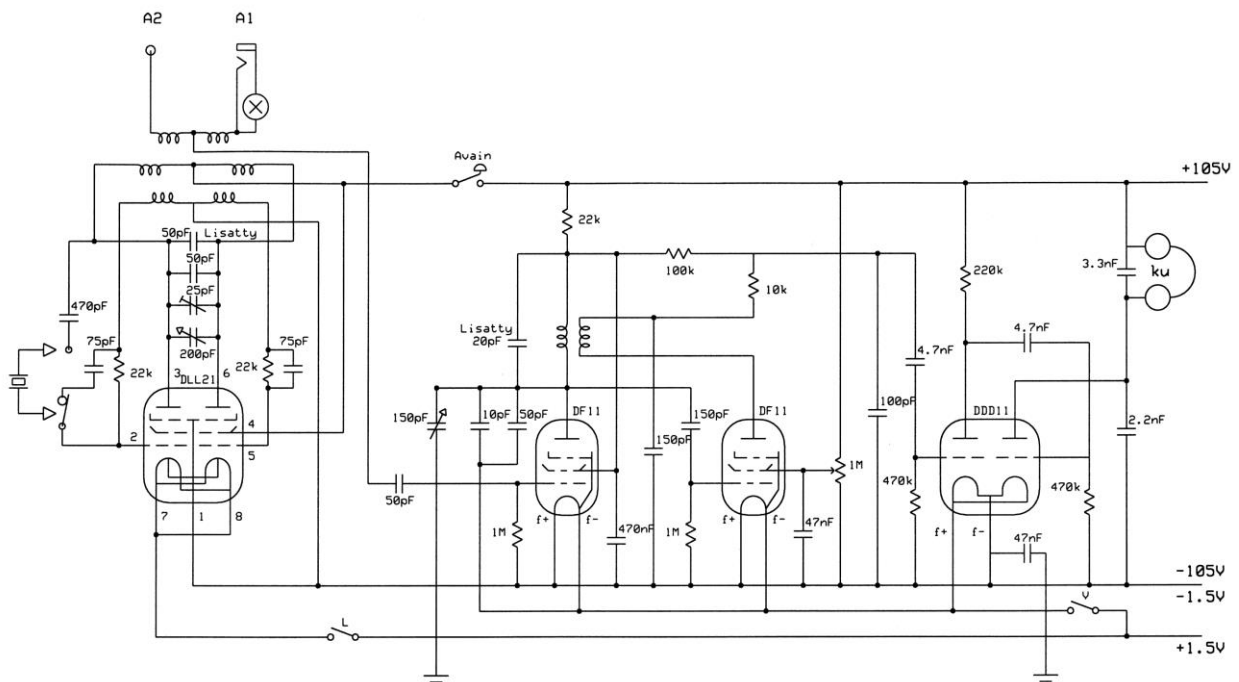 A2 A1
Avain
+105V
50pF Lisatty
22k
50pF
100k
3.3nF ku
25pF
10k
220k
470pF
Lisatty
20pF
4.7nF
75pF 200pF 75pF
4.7nF
22k DLL21 22k
3 6
150pF 10pF 50pF DF11 150pF DF11 100pF DDD11
2 4
5
150pF
2.2nF
50pF
1M
470k 470k
7 1 8
f+ f- f+ f- f+ f-
1M 470nF 1M 47nF
47nF
-105V
-1.5V
V
L
+1.5V